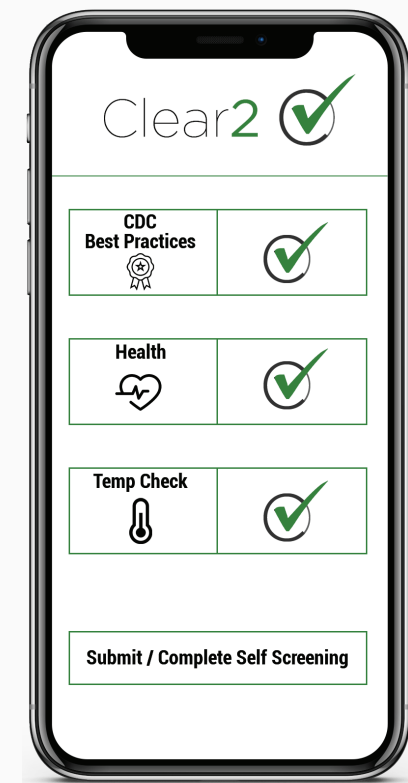 Clear2
CDC
Best Practices
Health
Temp Check
Submit / Complete Self Screening